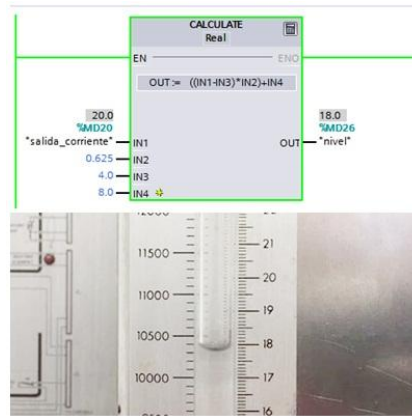 CALCULATE
Real
EN
ENO
OUT := ((IN1-IN3)*IN2)+IN4
20.0
%MD20
"salida_corriente"
IN1
0.625
IN2
4.0
IN3
8.0
IN4
18.0
%MD26
OUT
"nivel"
21
11500
20
11000
19
10500
18
10000
17
16